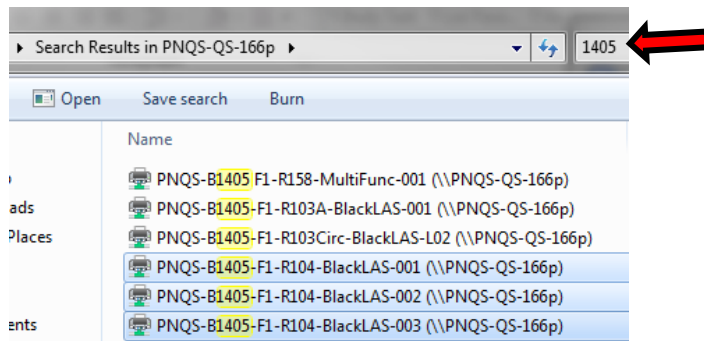 Search Results in PNQS-QS-166p
1405
Open Save search Burn
Name
PNQS-B1405-F1-R158-MultiFunc-001 (\\PNQS-QS-166p)
ads PNQS-B1405-F1-R103A-BlackLAS-001 (\\PNQS-QS-166p)
Places PNQS-B1405-F1-R103Circ-BlackLAS-L02 (\\PNQS-QS-166p)
PNQS-B1405-F1-R104-BlackLAS-001 (\\PNQS-QS-166p)
PNQS-B1405-F1-R104-BlackLAS-002 (\\PNQS-QS-166p)
ents PNQS-B1405-F1-R104-BlackLAS-003 (\\PNQS-QS-166p)